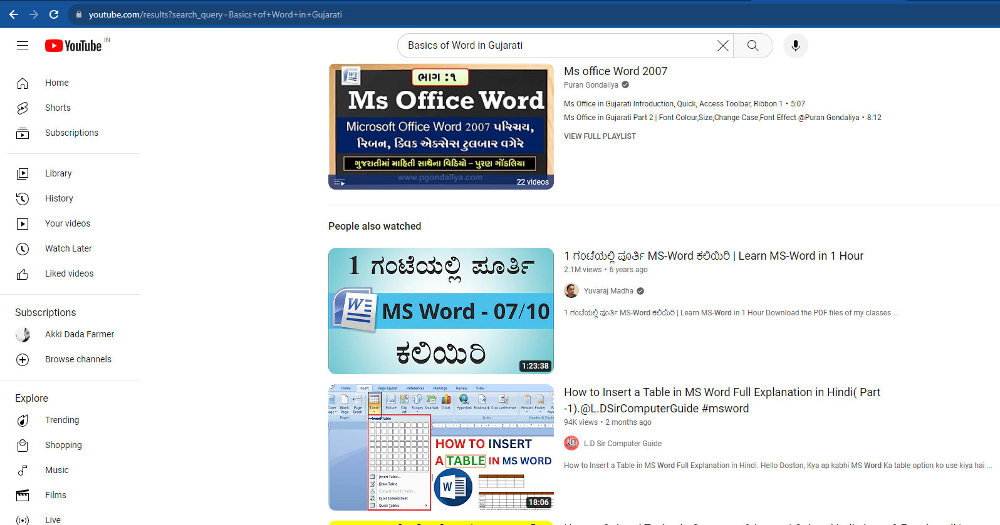 youtube.com/results?search_query=Basics+of+Word+in+Gujarati
YouTube IN
Basics of Word in Gujarati
Home
Shorts
Subscriptions
Library
History
Your videos
Watch Later
Liked videos
Subscriptions
Akki Dada Farmer
Browse channels
Explore
Trending
Shopping
Music
Films
Live
ભાગ : ૧
Ms Office Word
Microsoft Office Word 2007 પરિચય,
રિબન, ક્વિક એક્સેસ ટુલબાર વગેરે
ગુજરાતીમાં માહિતી સાથેના વિડિયો – પુરણ ગોંડલિયા
www.pgondaliya.com
22 videos
Ms office Word 2007
Puran Gondaliya
Ms Office in Gujarati Introduction, Quick, Access Toolbar, Ribbon 1 • 5:07
Ms Office in Gujarati Part 2 | Font Colour,Size,Change Case,Font Effect @Puran Gondaliya • 8:12
VIEW FULL PLAYLIST
People also watched
1 ಗಂಟೆಯಲ್ಲಿ ಪೂರ್ತಿ
MS Word - 07/10
ಕಲಿಯಿರಿ
1:23:38
1 ಗಂಟೆಯಲ್ಲಿ ಪೂರ್ತಿ MS-Word ಕಲಿಯಿರಿ | Learn MS-Word in 1 Hour
2.1M views • 6 years ago
Yuvaraj Madha
1 ಗಂಟೆಯಲ್ಲಿ ಪೂರ್ತಿ MS-Word ಕಲಿಯಿರಿ | Learn MS-Word in 1 Hour Download the PDF files of my classes ...
Home Insert Page Layout References Mailings Review View
Blank Page Page Break Table Picture Clip Art Shapes SmartArt Chart Hyperlink Bookmark Cross-reference Header Footer
Pages Links Header & Foote
Insert Table
Insert Table...
Draw Table
Convert Text to Table...
Excel Spreadsheet
Quick Tables
HOW TO INSERT
A TABLE IN MS WORD
18:06
How to Insert a Table in MS Word Full Explanation in Hindi( Part
-1).@L.DSirComputerGuide #msword
94K views • 2 months ago
L.D Sir Computer Guide
How to Insert a Table in MS Word Full Explanation in Hindi. Hello Doston, Kya ap kabhi MS Word Ka table option ko use kiya hai ...